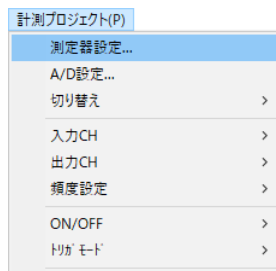 計測プロジェクト(P)
測定器設定...
A/D設定...
切り替え
入力CH
出力CH
頻度設定
ON/OFF
ﾄﾘｶﾞ ﾓｰﾄﾞ